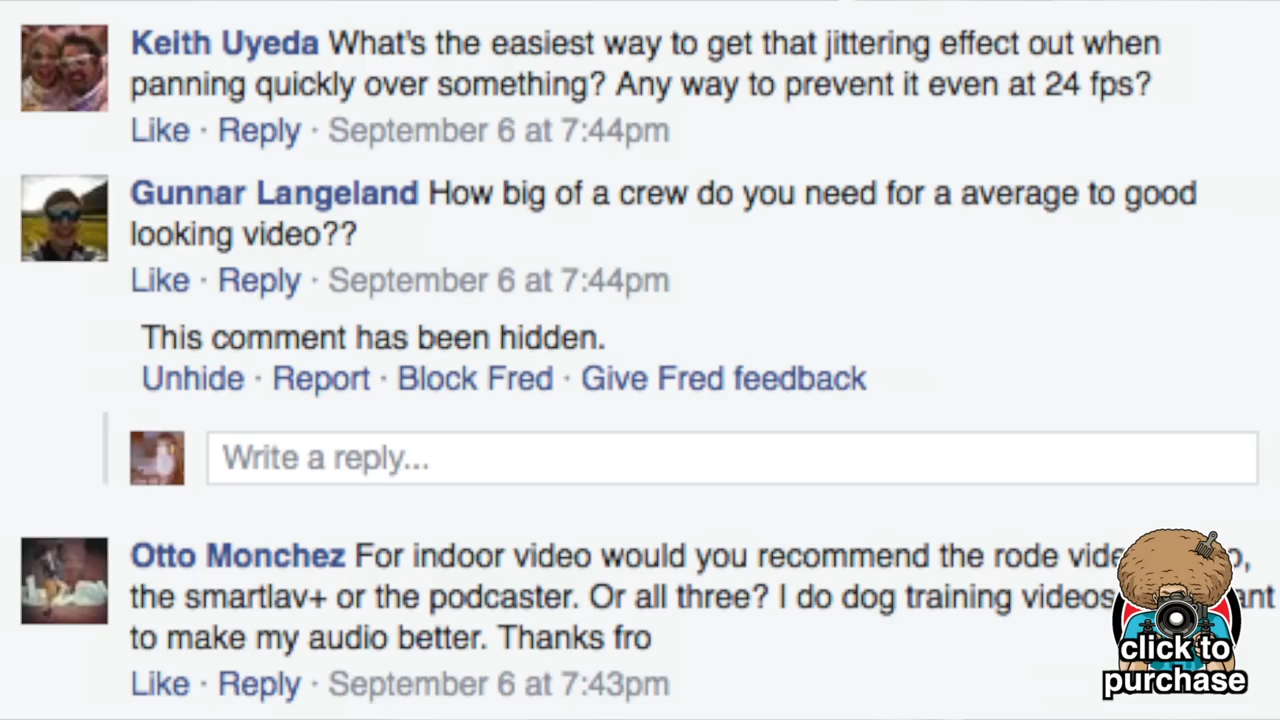 Keith Uyeda What's the easiest way to get that jittering effect out when
panning quickly over something? Any way to prevent it even at 24 fps?
Like · Reply · September 6 at 7:44pm
Gunnar Langeland How big of a crew do you need for a average to good
looking video??
Like · Reply · September 6 at 7:44pm
This comment has been hidden.
Unhide · Report · Block Fred · Give Fred feedback
Write a reply...
Otto Monchez For indoor video would you recommend the rode
the smartlav+ or the podcaster. Or all three? I do dog training videos
to make my audio better. Thanks fro
Like · Reply · September 6 at 7:43pm
click to
purchase